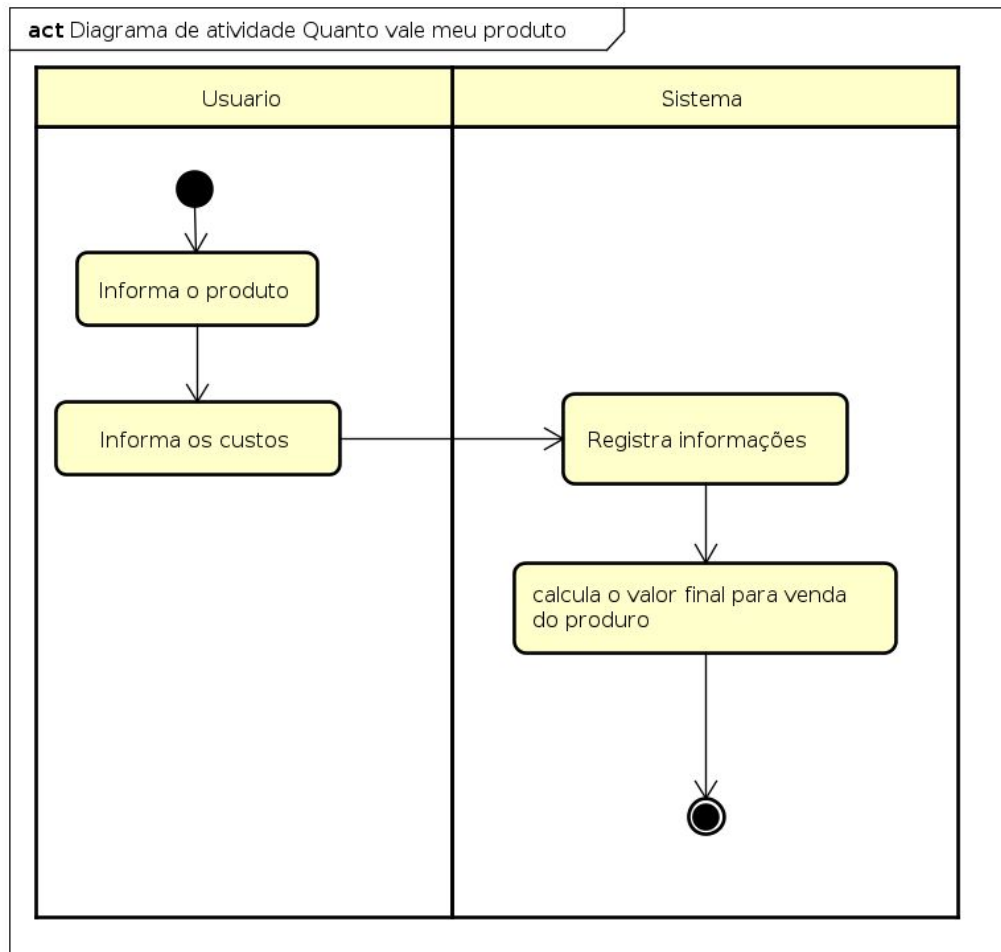 act Diagrama de atividade Quanto vale meu produto
Usuario
Sistema
Informa o produto
Informa os custos
Registra informações
calcula o valor final para venda
do produro